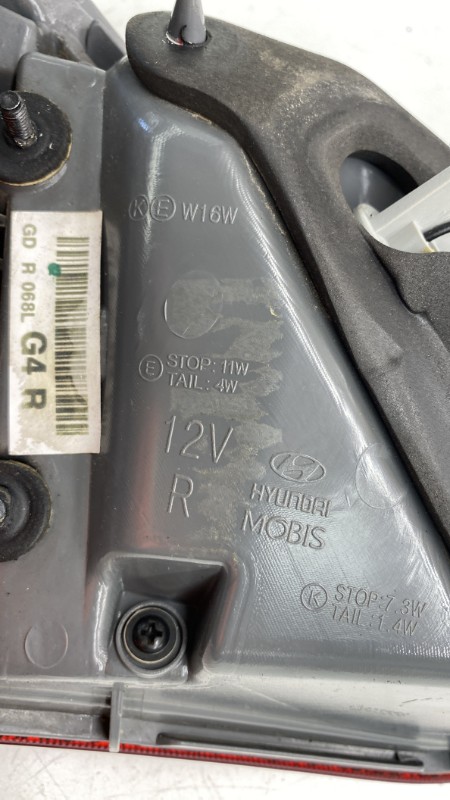 K E W16W
GD R 068L
G4 R
E STOP:11W
TAIL:4W
12V
R
HYUNDAI
MOBIS
K STOP:7.3W
TAIL:1.4W